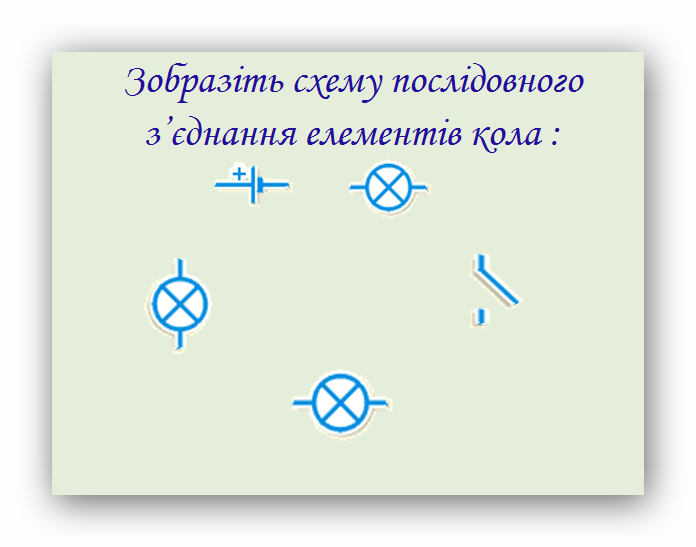 Зобразіть схему послідовного
з’єднання елементів кола :
+